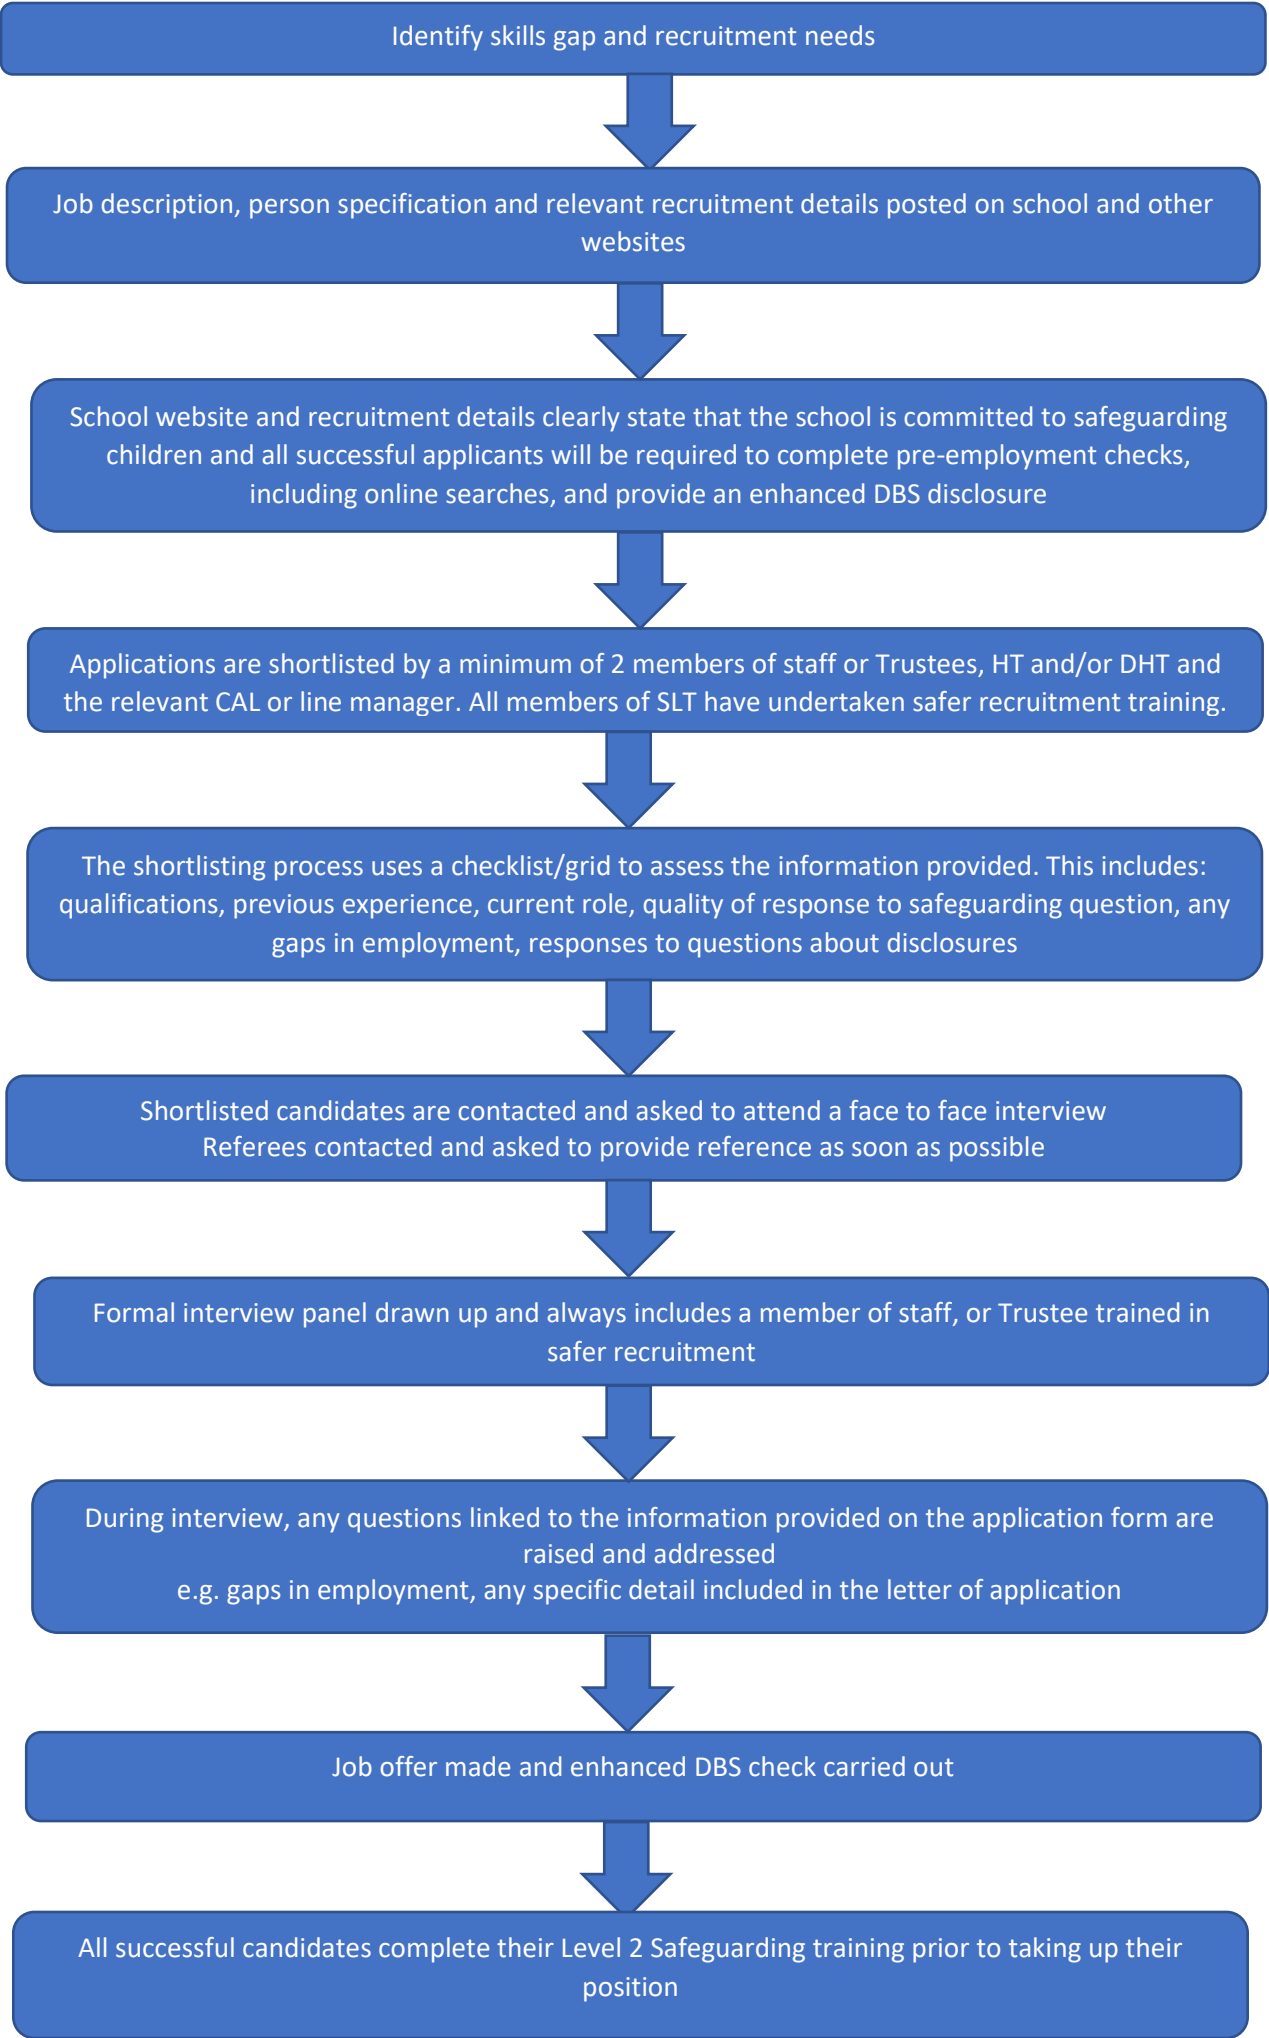 Identify skills gap and recruitment needs
Job description, person specification and relevant recruitment details posted on school and other
websites
School website and recruitment details clearly state that the school is committed to safeguarding
children and all successful applicants will be required to complete pre-employment checks,
including online searches, and provide an enhanced DBS disclosure
Applications are shortlisted by a minimum of 2 members of staff or Trustees, HT and/or DHT and
the relevant CAL or line manager. All members of SLT have undertaken safer recruitment training.
The shortlisting process uses a checklist/grid to assess the information provided. This includes:
qualifications, previous experience, current role, quality of response to safeguarding question, any
gaps in employment, responses to questions about disclosures
Shortlisted candidates are contacted and asked to attend a face to face interview
Referees contacted and asked to provide reference as soon as possible
Formal interview panel drawn up and always includes a member of staff, or Trustee trained in
safer recruitment
During interview, any questions linked to the information provided on the application form are
raised and addressed
e.g. gaps in employment, any specific detail included in the letter of application
Job offer made and enhanced DBS check carried out
All successful candidates complete their Level 2 Safeguarding training prior to taking up their
position